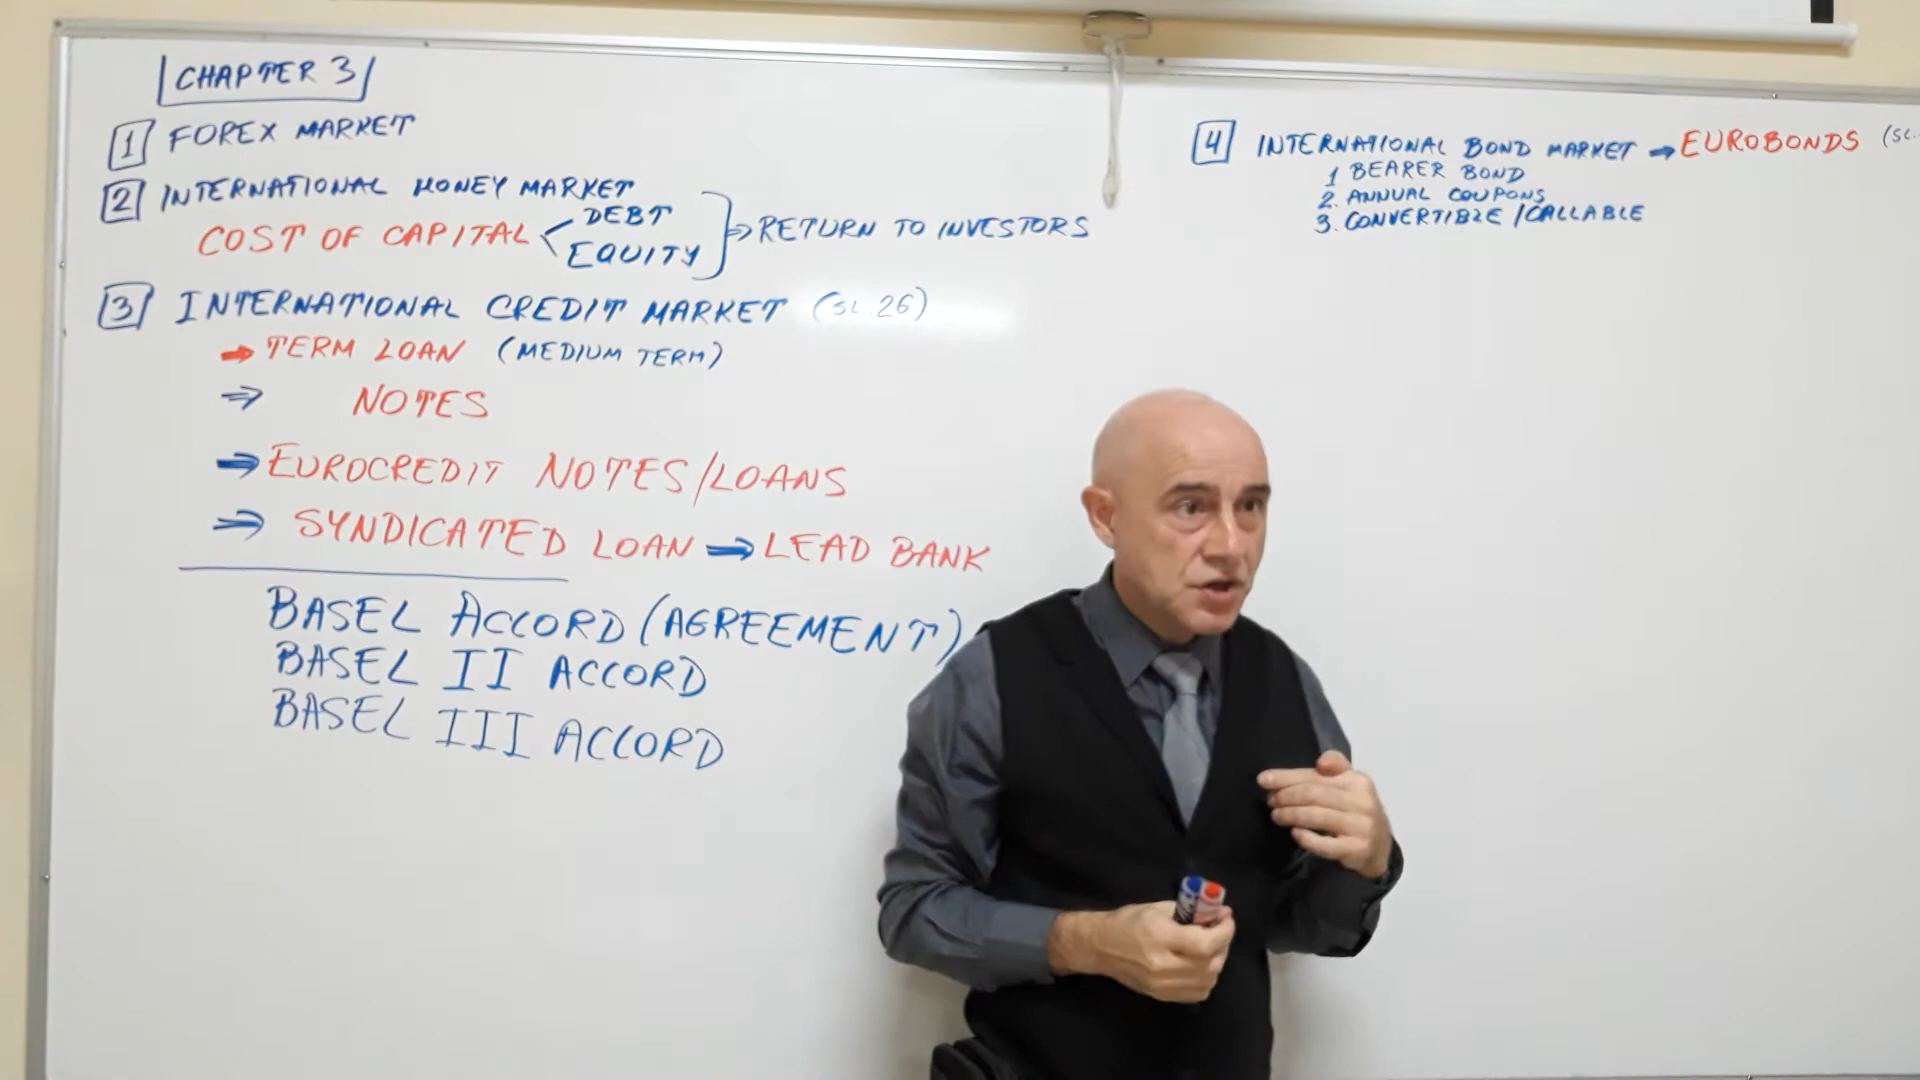 CHAPTER 3
1 FOREX MARKET
2 INTERNATIONAL MONEY MARKET
COST OF CAPITAL
DEBT
EQUITY
⇒ RETURN TO INVESTORS
3 INTERNATIONAL CREDIT MARKET (SL.26)
→ TERM LOAN (MEDIUM TERM)
⇒ NOTES
⇒ EUROCREDIT NOTES/LOANS
⇒ SYNDICATED LOAN ⇒ LEAD BANK
BASEL ACCORD (AGREEMENT)
BASEL II ACCORD
BASEL III ACCORD
4 INTERNATIONAL BOND MARKET → EUROBONDS (SL.
1 BEARER BOND
2. ANNUAL COUPONS
3. CONVERTIBLE/CALLABLE